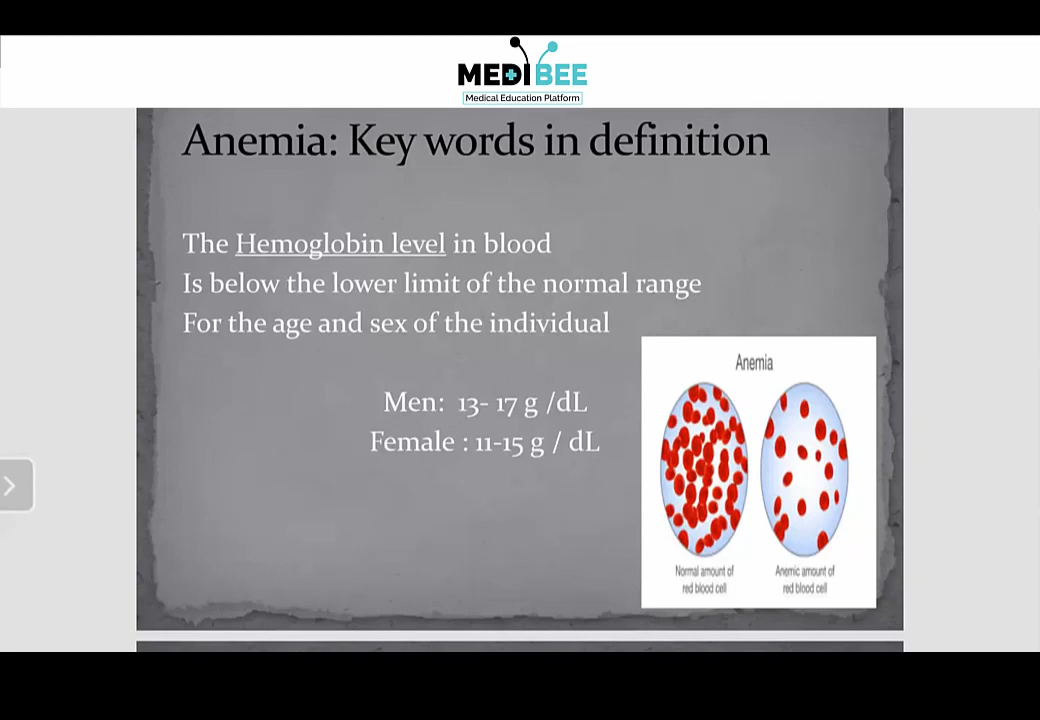 MEDIBEE
Medical Education Platform
Anemia: Key words in definition
The Hemoglobin level in blood
Is below the lower limit of the normal range
For the age and sex of the individual
Men: 13- 17 g /dL
Female : 11-15 g / dL
Anemia
Normal amount of
red blood cell
Anemic amount of
red blood cell